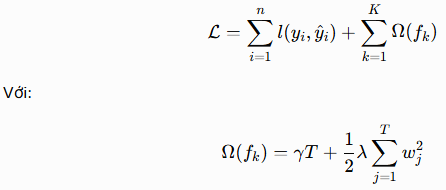 $$\mathcal{L} = \sum_{i=1}^{n} l(y_i, \hat{y}_i) + \sum_{k=1}^{K} \Omega(f_k)$$
Với:
$$\Omega(f_k) = \gamma T + \frac{1}{2} \lambda \sum_{j=1}^{T} w_j^2$$